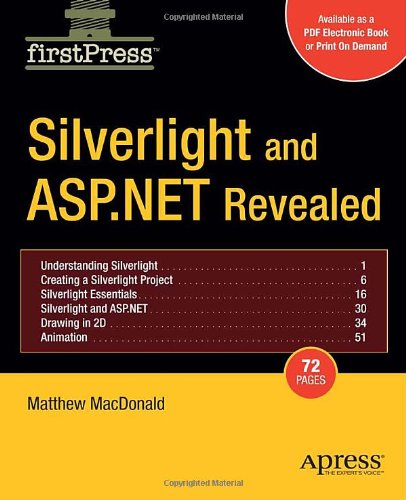 Copyrighted Material
firstPress™
Available as a
PDF Electronic Book
or Print On Demand
Silverlight and
ASP.NET Revealed
Understanding Silverlight . . . . . . . . . . . . . . . . . . . . 1
Creating a Silverlight Project . . . . . . . . . . . . . . . . 6
Silverlight Essentials . . . . . . . . . . . . . . . . . . . . . . 16
Silverlight and ASP.NET . . . . . . . . . . . . . . . . . . . . 30
Drawing in 2D . . . . . . . . . . . . . . . . . . . . . . . . . . . 34
Animation . . . . . . . . . . . . . . . . . . . . . . . . . . . . . . 51
72
PAGES
Matthew MacDonald
Apress®
THE EXPERT'S VOICE™
Copyrighted Material